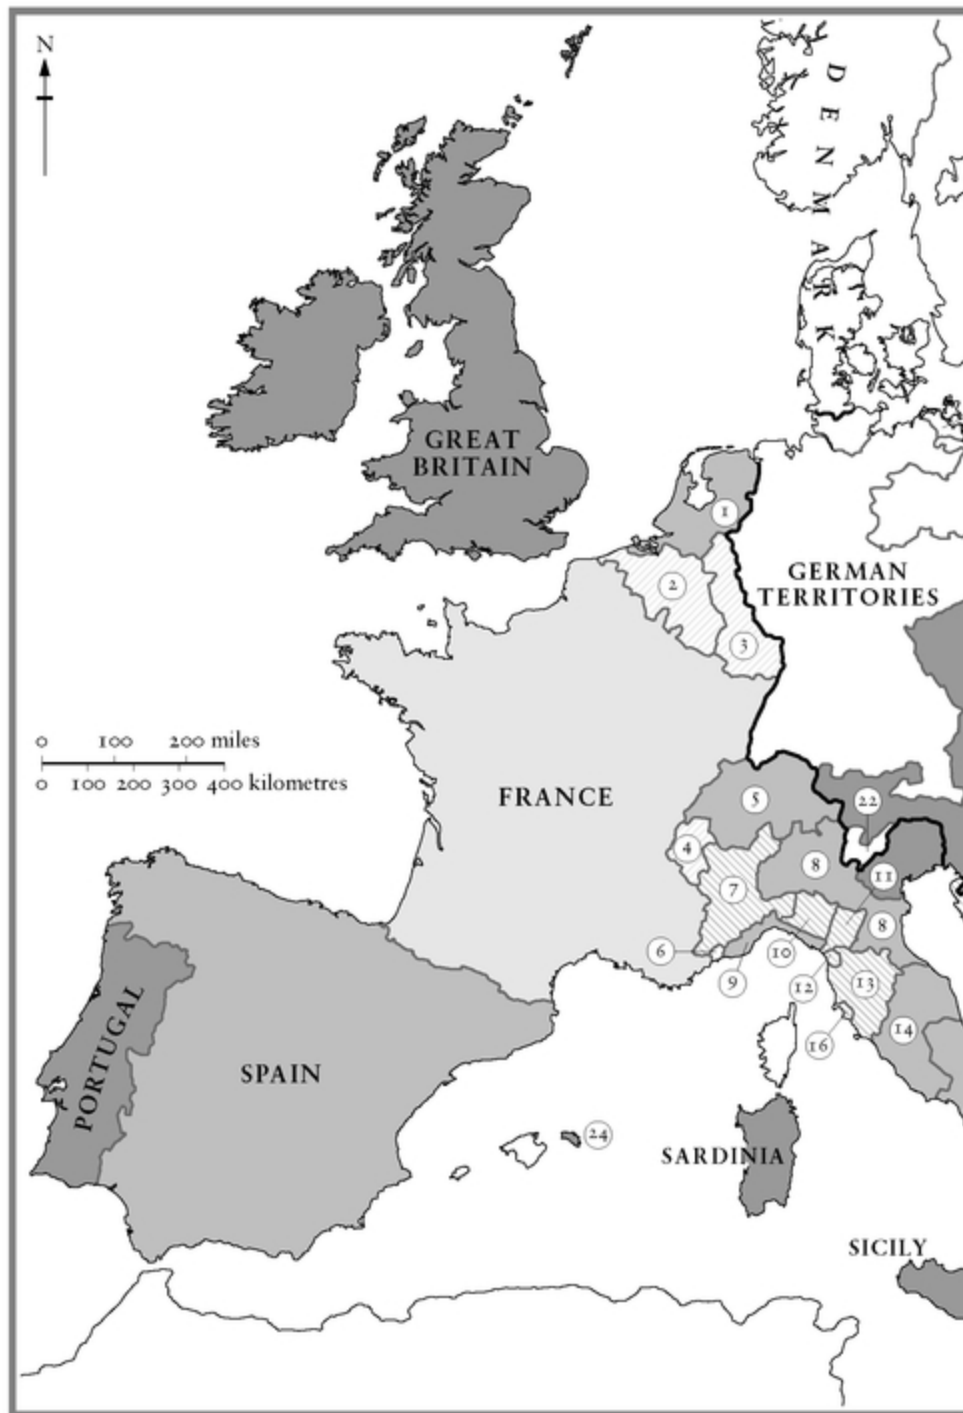 N
DENMARK
GREAT
BRITAIN
1
2
GERMAN
TERRITORIES
3
0 100 200 miles
0 100 200 300 400 kilometres
FRANCE
5
22
4
8
11
7
8
6
10
9
12
13
14
16
PORTUGAL
SPAIN
24
SARDINIA
SICILY